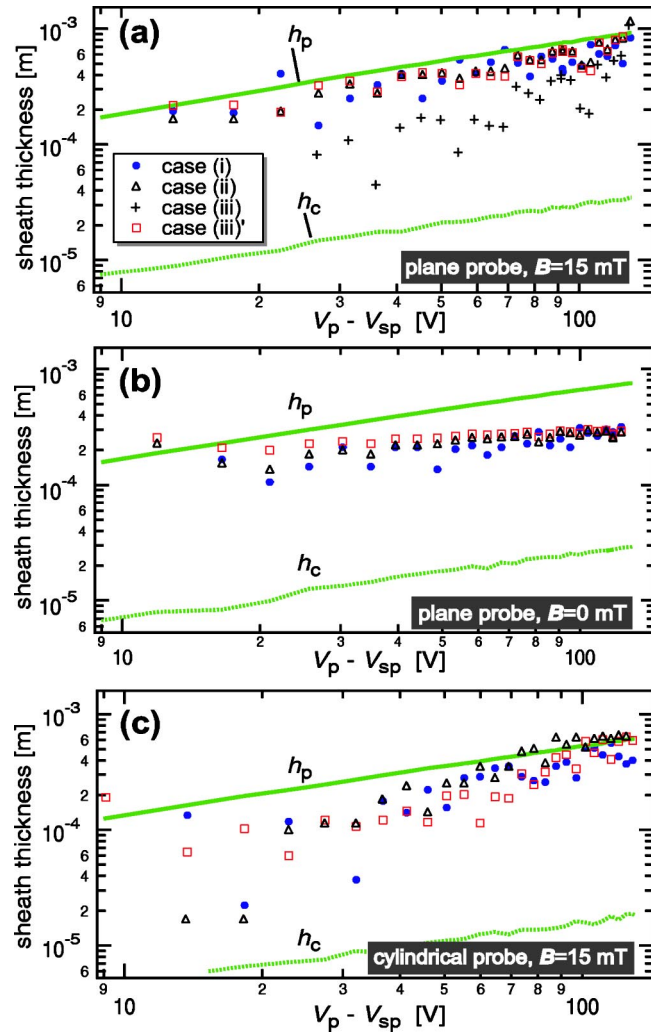 (a)
h_p
10^-3
6
4
2
10^-4
6
4
2
10^-5
6
sheath thickness [m]
case (i)
case (ii)
case (iii)
case (iii)'
h_c
plane probe, B=15 mT
9 10 2 3 4 5 6 7 8 9 100
V_p - V_sp [V]
(b)
h_p
10^-3
6
4
2
10^-4
6
4
2
10^-5
6
sheath thickness [m]
h_c
plane probe, B=0 mT
9 10 2 3 4 5 6 7 8 9 100
V_p - V_sp [V]
(c)
h_p
10^-3
6
4
2
10^-4
6
4
2
10^-5
6
sheath thickness [m]
h_c
cylindrical probe, B=15 mT
9 10 2 3 4 5 6 7 8 9 100
V_p - V_sp [V]